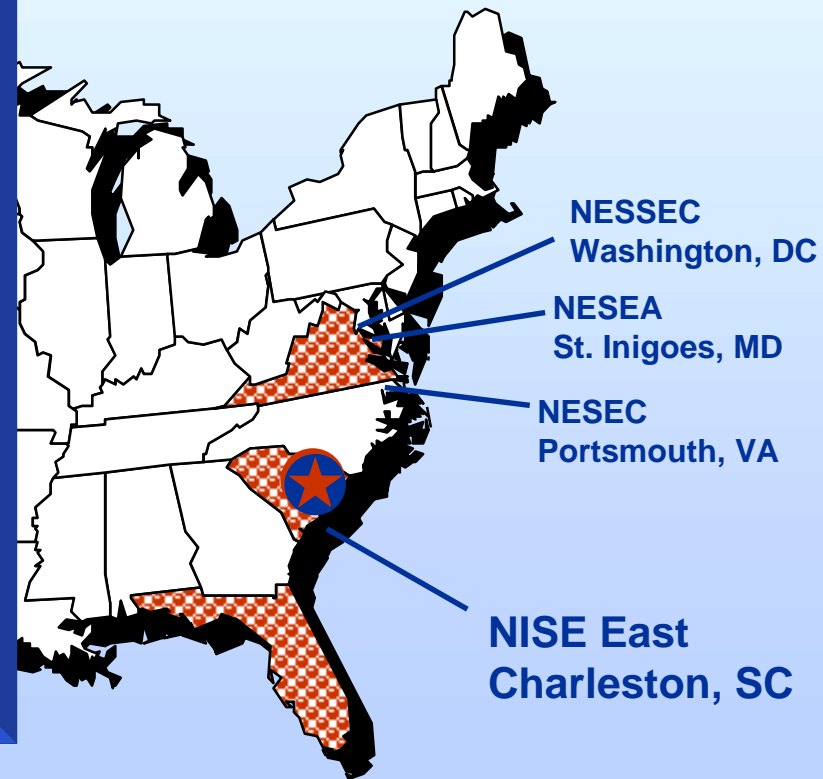 NESSEC
Washington, DC
NESEA
St. Inigoes, MD
NESEC
Portsmouth, VA
NISE East
Charleston, SC